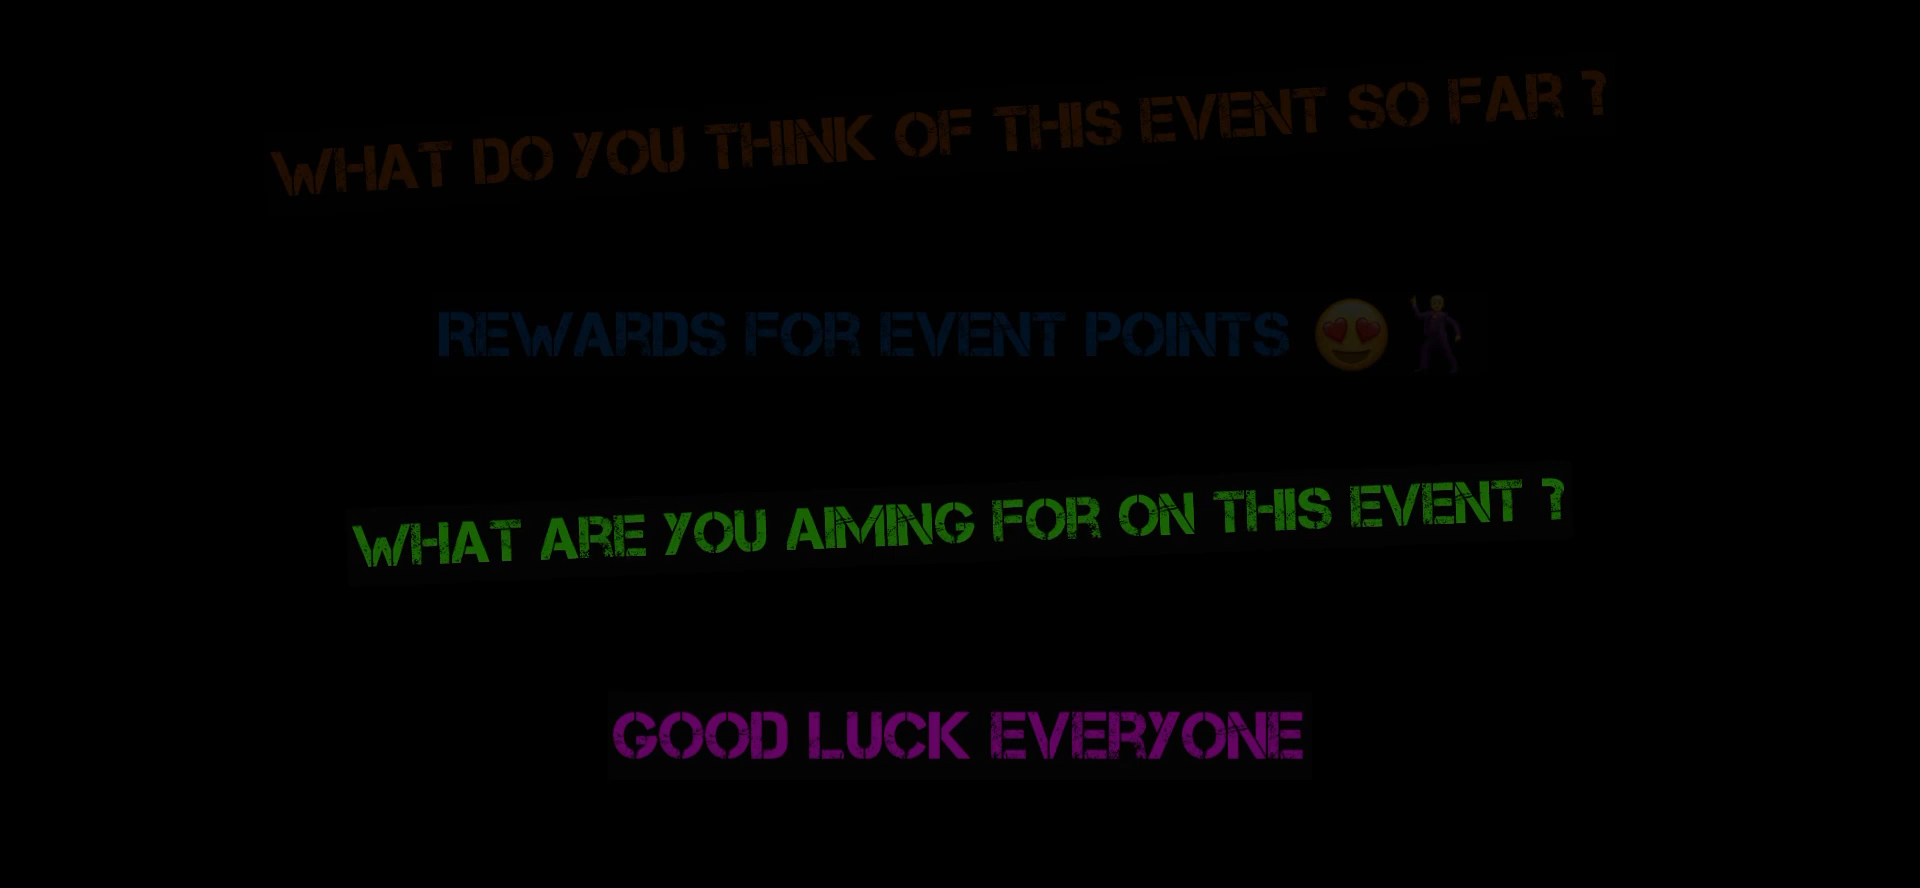 WHAT DO YOU THINK OF THIS EVENT SO FAR ?
REWARDS FOR EVENT POINTS 😍🕺
WHAT ARE YOU AIMING FOR ON THIS EVENT ?
GOOD LUCK EVERYONE